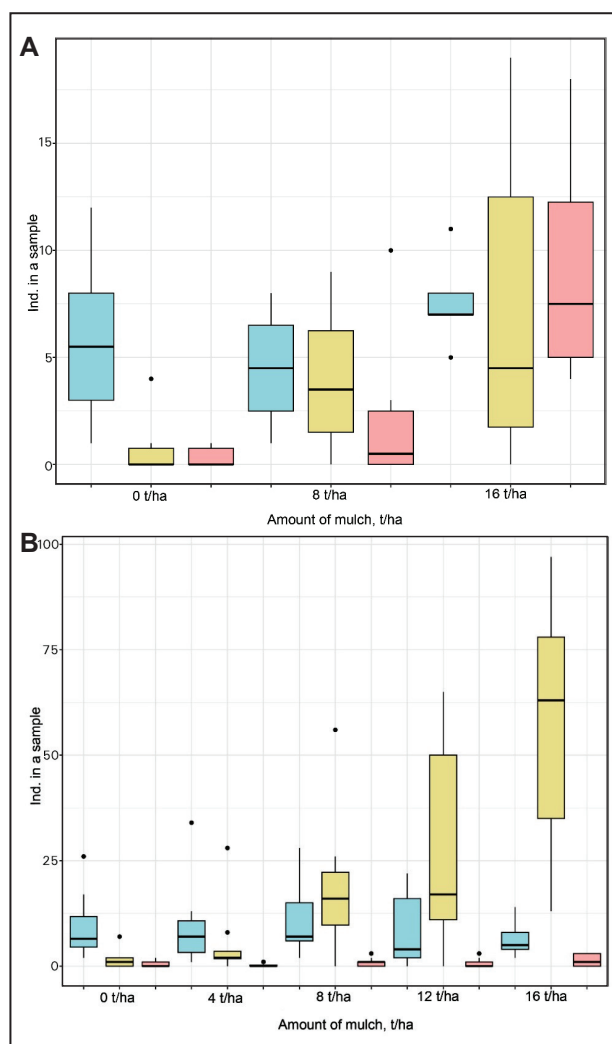 A
15
10
5
0
Ind. in a sample
0 t/ha 8 t/ha 16 t/ha
Amount of mulch, t/ha
B
100
75
50
25
0
Ind. in a sample
0 t/ha 4 t/ha 8 t/ha 12 t/ha 16 t/ha
Amount of mulch, t/ha